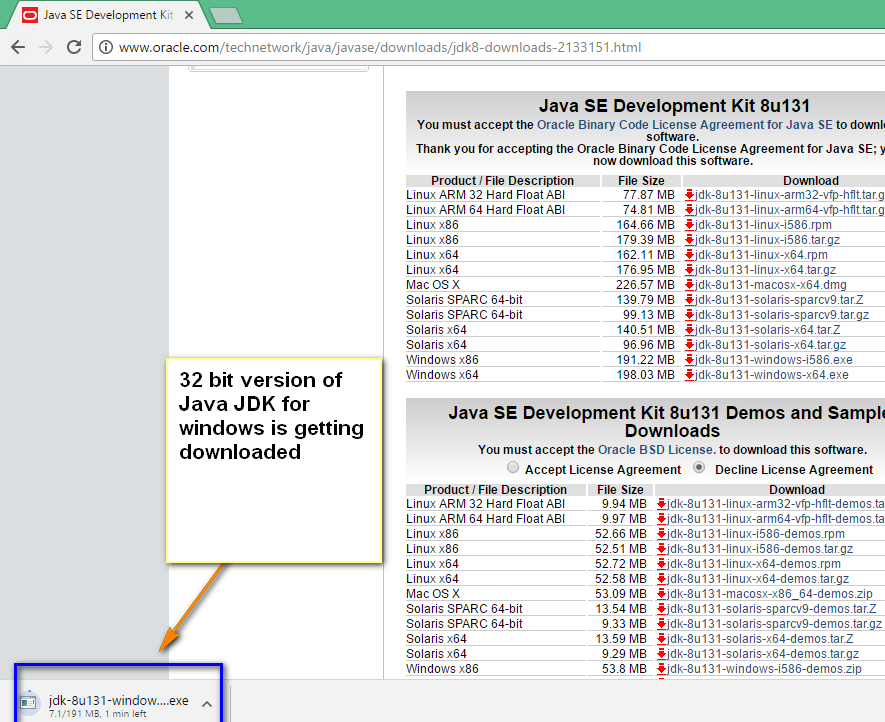 Java SE Development Kit
www.oracle.com/technetwork/java/javase/downloads/jdk8-downloads-2133151.html
Java SE Development Kit 8u131
You must accept the Oracle Binary Code License Agreement for Java SE to downlo
software.
Thank you for accepting the Oracle Binary Code License Agreement for Java SE; y
now download this software.
Product / File Description File Size Download
Linux ARM 32 Hard Float ABI 77.87 MB jdk-8u131-linux-arm32-vfp-hflt.tar.g
Linux ARM 64 Hard Float ABI 74.81 MB jdk-8u131-linux-arm64-vfp-hflt.tar.g
Linux x86 164.66 MB jdk-8u131-linux-i586.rpm
Linux x86 179.39 MB jdk-8u131-linux-i586.tar.gz
Linux x64 162.11 MB jdk-8u131-linux-x64.rpm
Linux x64 176.95 MB jdk-8u131-linux-x64.tar.gz
Mac OS X 226.57 MB jdk-8u131-macosx-x64.dmg
Solaris SPARC 64-bit 139.79 MB jdk-8u131-solaris-sparcv9.tar.Z
Solaris SPARC 64-bit 99.13 MB jdk-8u131-solaris-sparcv9.tar.gz
Solaris x64 140.51 MB jdk-8u131-solaris-x64.tar.Z
Solaris x64 96.96 MB jdk-8u131-solaris-x64.tar.gz
Windows x86 191.22 MB jdk-8u131-windows-i586.exe
Windows x64 198.03 MB jdk-8u131-windows-x64.exe
32 bit version of
Java JDK for
windows is getting
downloaded
Java SE Development Kit 8u131 Demos and Sample
Downloads
You must accept the Oracle BSD License. to download this software.
Accept License Agreement Decline License Agreement
Product / File Description File Size Download
Linux ARM 32 Hard Float ABI 9.94 MB jdk-8u131-linux-arm32-vfp-hflt-demos.ta
Linux ARM 64 Hard Float ABI 9.97 MB jdk-8u131-linux-arm64-vfp-hflt-demos.ta
Linux x86 52.66 MB jdk-8u131-linux-i586-demos.rpm
Linux x86 52.51 MB jdk-8u131-linux-i586-demos.tar.gz
Linux x64 52.72 MB jdk-8u131-linux-x64-demos.rpm
Linux x64 52.58 MB jdk-8u131-linux-x64-demos.tar.gz
Mac OS X 53.09 MB jdk-8u131-macosx-x86_64-demos.zip
Solaris SPARC 64-bit 13.54 MB jdk-8u131-solaris-sparcv9-demos.tar.Z
Solaris SPARC 64-bit 9.33 MB jdk-8u131-solaris-sparcv9-demos.tar.gz
Solaris x64 13.59 MB jdk-8u131-solaris-x64-demos.tar.Z
Solaris x64 9.29 MB jdk-8u131-solaris-x64-demos.tar.gz
Windows x86 53.8 MB jdk-8u131-windows-i586-demos.zip
jdk-8u131-window....exe
7.1/191 MB, 1 min left